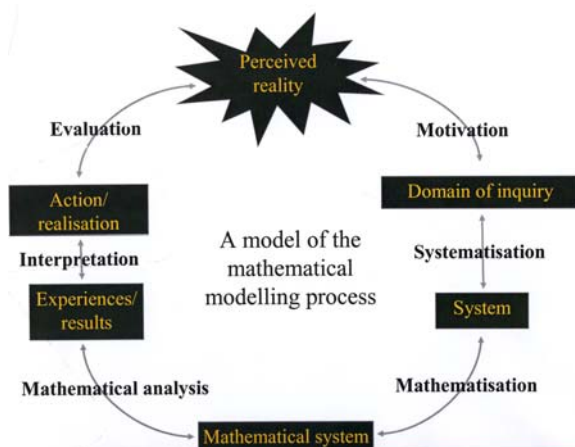 Perceived
reality
Evaluation
Motivation
Action/
realisation
Domain of inquiry
A model of the
mathematical
modelling process
Interpretation
Systematisation
Experiences/
results
System
Mathematical analysis
Mathematisation
Mathematical system